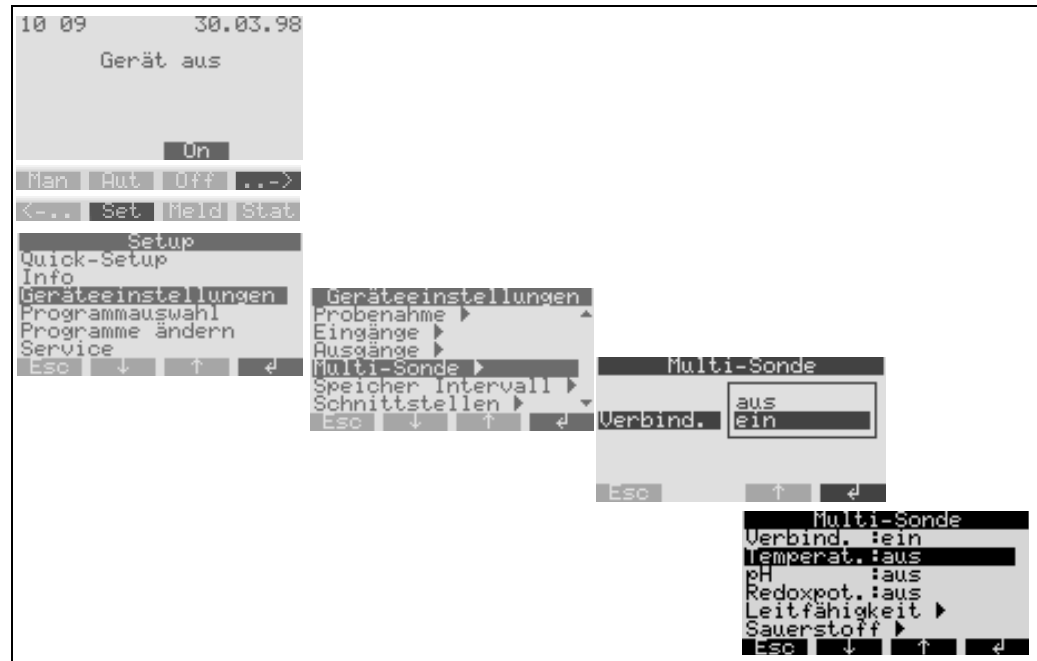 10 09 30.03.98
Gerät aus
On
Man Aut Off ..->
<-.. Set Meld Stat
Setup
Quick-Setup
Info
Geräteeinstellungen
Programmauswahl
Programme ändern
Service
Esc ↓ ↑ ↵
Geräteeinstellungen
Probenahme ▶
Eingänge ▶
Ausgänge ▶
Multi-Sonde ▶
Speicher Intervall ▶
Schnittstellen ▶
Esc ↓ ↑ ↵
Multi-Sonde
aus
Verbind. ein
Esc ↑ ↵
Multi-Sonde
Verbind. :ein
Temperat.:aus
pH :aus
Redoxpot.:aus
Leitfähigkeit ▶
Sauerstoff ▶
Esc ↓ ↑ ↵